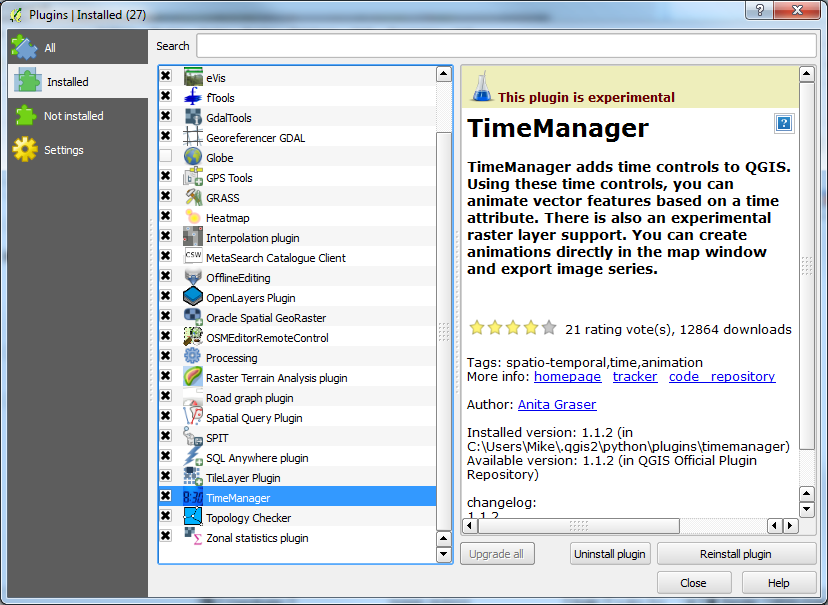 Plugins | Installed (27)
All
Installed
Not installed
Settings
Search
eVis
fTools
GdalTools
Georeferencer GDAL
Globe
GPS Tools
GRASS
Heatmap
Interpolation plugin
CSW MetaSearch Catalogue Client
OfflineEditing
OpenLayers Plugin
Oracle Spatial GeoRaster
OSMEditorRemoteControl
Processing
Raster Terrain Analysis plugin
Road graph plugin
Spatial Query Plugin
SPIT
SQL Anywhere plugin
TileLayer Plugin
8:30 TimeManager
Topology Checker
Zonal statistics plugin
This plugin is experimental
TimeManager
TimeManager adds time controls to QGIS.
Using these time controls, you can
animate vector features based on a time
attribute. There is also an experimental
raster layer support. You can create
animations directly in the map window
and export image series.
21 rating vote(s), 12864 downloads
Tags: spatio-temporal,time,animation
More info: homepage tracker code repository
Author: Anita Graser
Installed version: 1.1.2 (in
C:\Users\Mike\.qgis2\python\plugins\timemanager)
Available version: 1.1.2 (in QGIS Official Plugin
Repository)
changelog:
1.1.2
Upgrade all
Uninstall plugin
Reinstall plugin
Close
Help